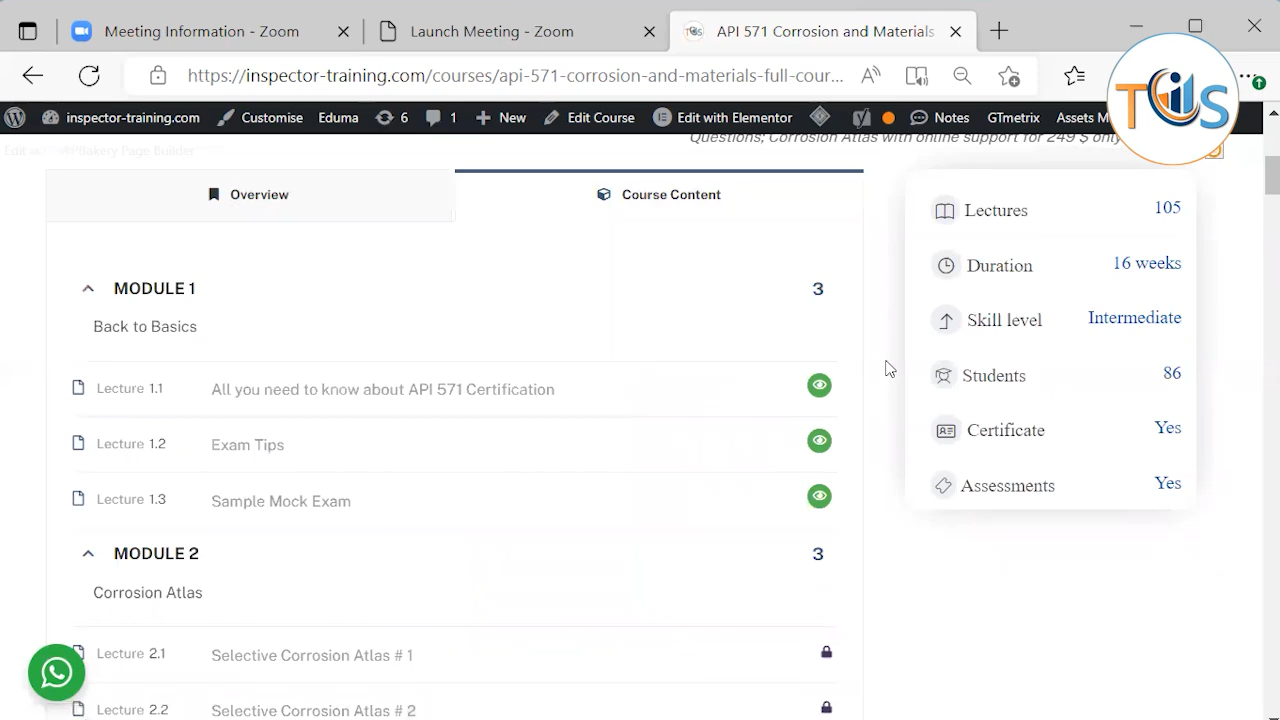 Meeting Information - Zoom
Launch Meeting - Zoom
API 571 Corrosion and Materials
https://inspector-training.com/courses/api-571-corrosion-and-materials-full-cour...
TIS
inspector-training.com
Customise
Eduma
6
1
New
Edit Course
Edit with Elementor
Notes
GTmetrix
Assets M
Questions; Corrosion Atlas with online support for 249 $ only
Page Builder
Overview
Course Content
Lectures 105
MODULE 1 3
Duration 16 weeks
Back to Basics
Skill level Intermediate
Lecture 1.1 All you need to know about API 571 Certification
Students 86
Lecture 1.2 Exam Tips
Certificate Yes
Lecture 1.3 Sample Mock Exam
Assessments Yes
MODULE 2 3
Corrosion Atlas
Lecture 2.1 Selective Corrosion Atlas # 1
Lecture 2.2 Selective Corrosion Atlas # 2